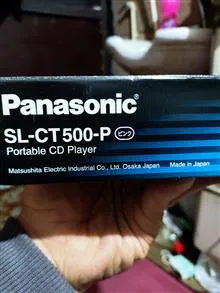 Panasonic®
SL-CT500-P ピンク
Portable CD Player
Matsushita Electric Industrial Co., Ltd. Osaka Japan Made in Japan